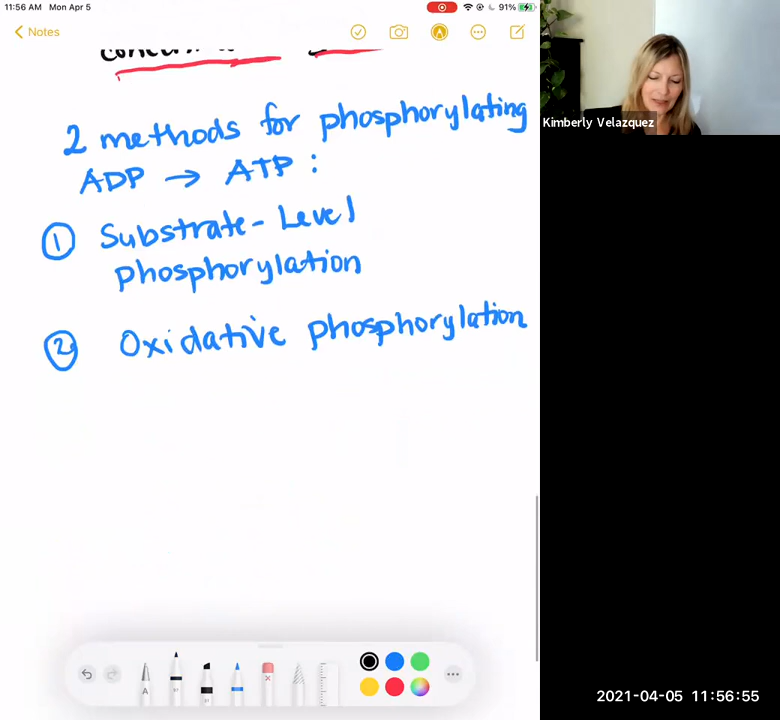 11:56 AM Mon Apr 5
91%
Notes
2 methods for phosphorylating
ADP → ATP :
① Substrate-Level
phosphorylation
② Oxidative phosphorylation
Kimberly Velazquez
A
2021-04-05 11:56:55